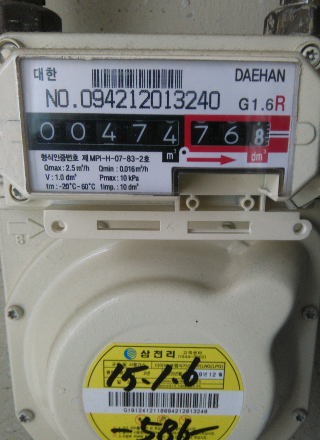 대한 DAEHAN
NO.094212013240 G1.6R
00474 768
m³ dm³
형식인증번호 제 MPI-H-07-83-2호
Qmax : 2.5 m³/h Qmin : 0.016 m³/h
V : 1.0 dm³ Pmax : 10 kPa
tm : -20℃~60℃ 1imp. : 10 dm³
삼천리
15.1.6
586